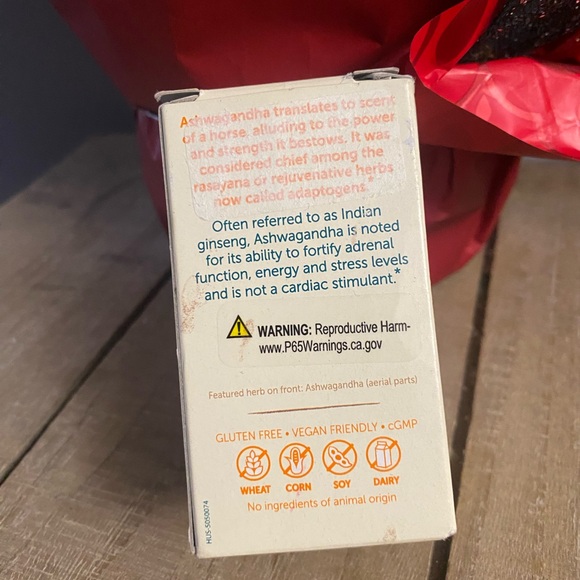 Ashwagandha translates to scent
of a horse, alluding to the power
and strength it bestows. It was
considered chief among the
rasayana or rejuvenative herbs
now called adaptogens.*
Often referred to as Indian
ginseng, Ashwagandha is noted
for its ability to fortify adrenal
function, energy and stress levels
and is not a cardiac stimulant.*
WARNING: Reproductive Harm-
www.P65Warnings.ca.gov
Featured herb on front: Ashwagandha (aerial parts)
GLUTEN FREE • VEGAN FRIENDLY • cGMP
WHEAT CORN SOY DAIRY
No ingredients of animal origin
HUS-5050074